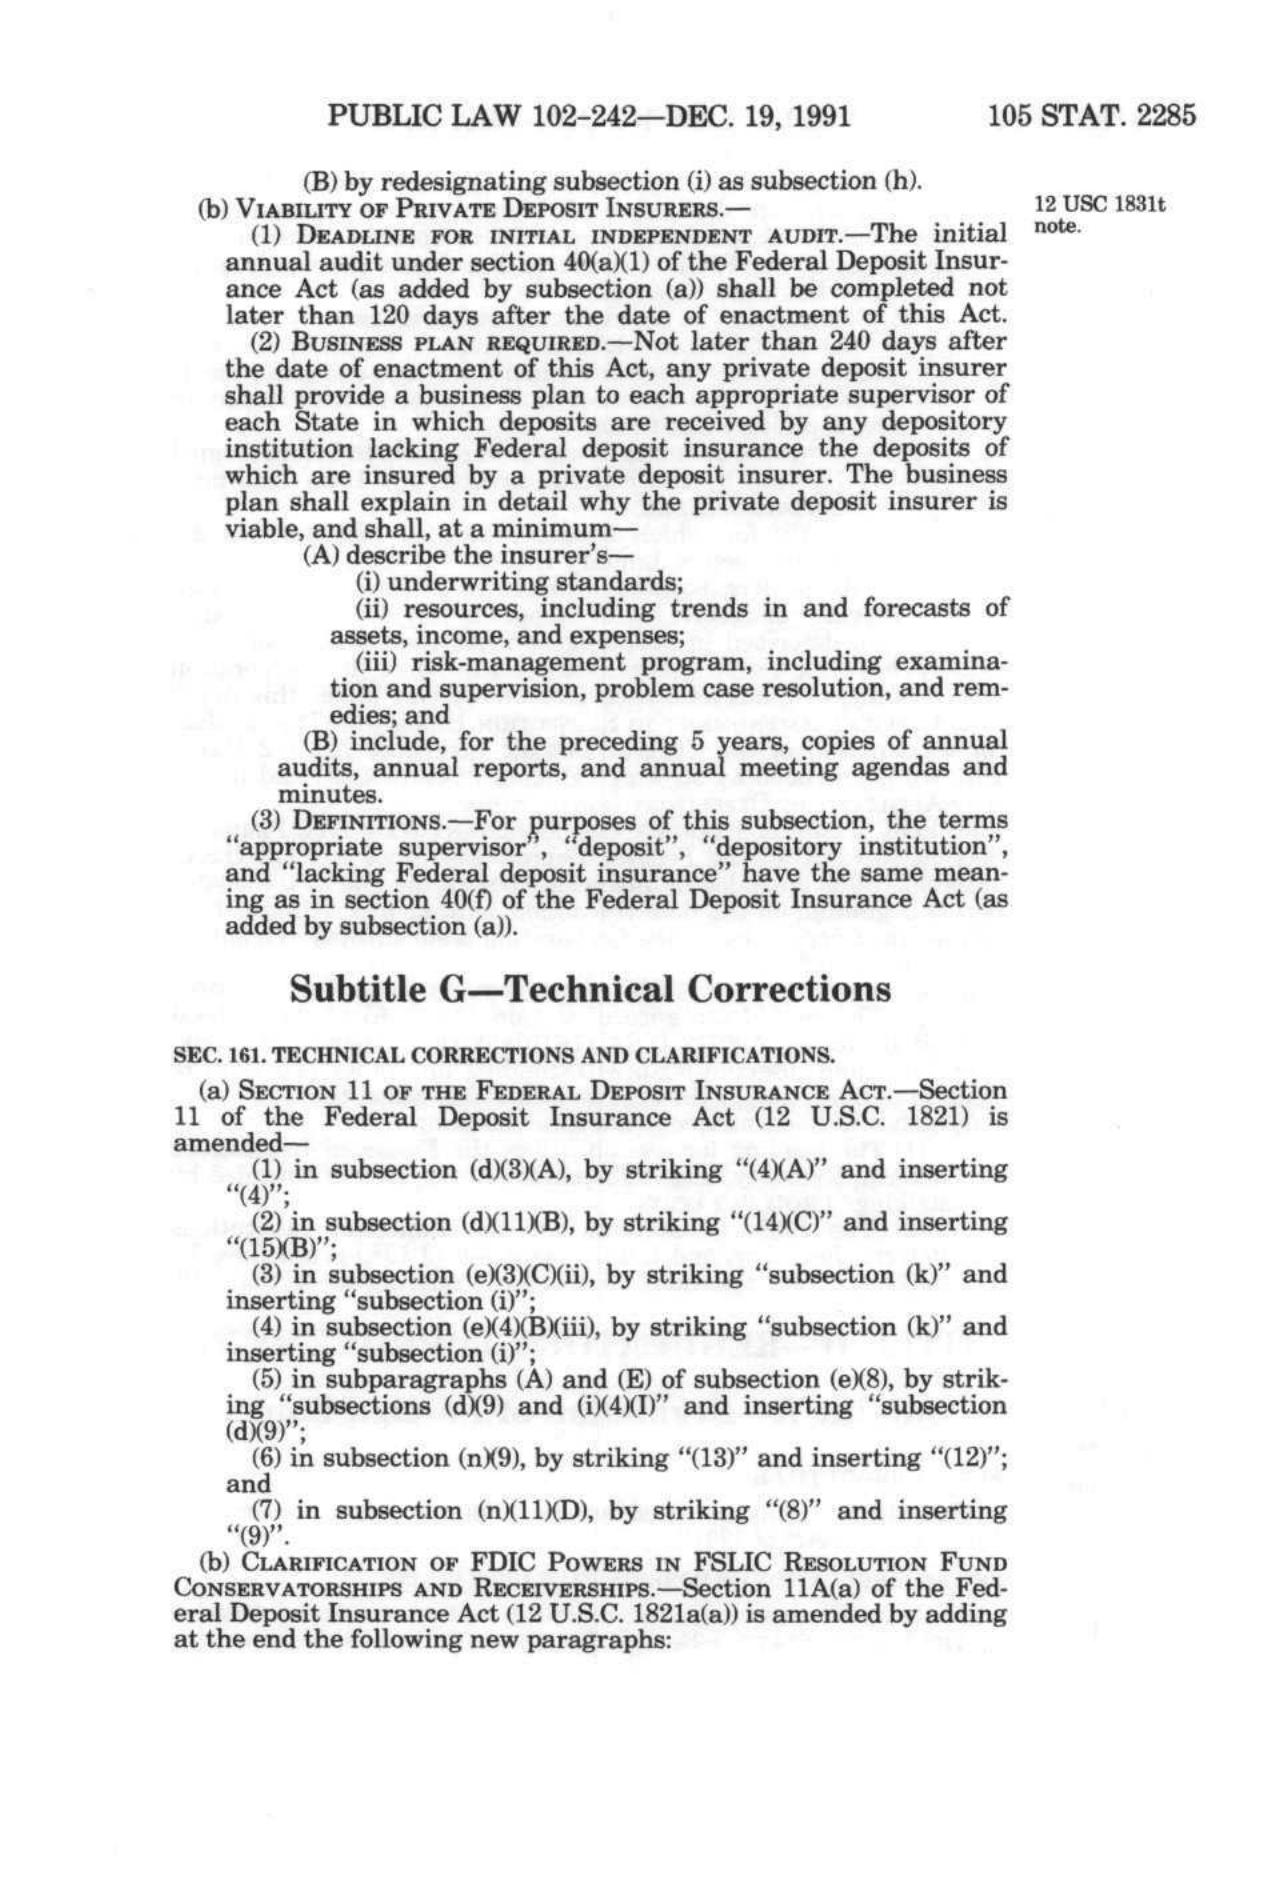 PUBLIC LAW 102-242—DEC. 19, 1991 105 STAT. 2285
(B) by redesignating subsection (i) as subsection (h).
(b) VIABILITY OF PRIVATE DEPOSIT INSURERS.—
12 USC 1831t
note.
(1) DEADLINE FOR INITIAL INDEPENDENT AUDIT.—The initial
annual audit under section 40(a)(1) of the Federal Deposit Insur-
ance Act (as added by subsection (a)) shall be completed not
later than 120 days after the date of enactment of this Act.
(2) BUSINESS PLAN REQUIRED.—Not later than 240 days after
the date of enactment of this Act, any private deposit insurer
shall provide a business plan to each appropriate supervisor of
each State in which deposits are received by any depository
institution lacking Federal deposit insurance the deposits of
which are insured by a private deposit insurer. The business
plan shall explain in detail why the private deposit insurer is
viable, and shall, at a minimum—
(A) describe the insurer's—
(i) underwriting standards;
(ii) resources, including trends in and forecasts of
assets, income, and expenses;
(iii) risk-management program, including examina-
tion and supervision, problem case resolution, and rem-
edies; and
(B) include, for the preceding 5 years, copies of annual
audits, annual reports, and annual meeting agendas and
minutes.
(3) DEFINITIONS.—For purposes of this subsection, the terms
"appropriate supervisor", "deposit", "depository institution",
and "lacking Federal deposit insurance" have the same mean-
ing as in section 40(f) of the Federal Deposit Insurance Act (as
added by subsection (a)).
Subtitle G—Technical Corrections
SEC. 161. TECHNICAL CORRECTIONS AND CLARIFICATIONS.
(a) SECTION 11 OF THE FEDERAL DEPOSIT INSURANCE ACT.—Section
11 of the Federal Deposit Insurance Act (12 U.S.C. 1821) is
amended—
(1) in subsection (d)(3)(A), by striking "(4)(A)" and inserting
"(4)";
(2) in subsection (d)(11)(B), by striking "(14)(C)" and inserting
"(15)(B)";
(3) in subsection (e)(3)(C)(ii), by striking "subsection (k)" and
inserting "subsection (i)";
(4) in subsection (e)(4)(B)(iii), by striking "subsection (k)" and
inserting "subsection (i)";
(5) in subparagraphs (A) and (E) of subsection (e)(8), by strik-
ing "subsections (d)(9) and (i)(4)(I)" and inserting "subsection
(d)(9)";
(6) in subsection (n)(9), by striking "(13)" and inserting "(12)";
and
(7) in subsection (n)(11)(D), by striking "(8)" and inserting
"(9)".
(b) CLARIFICATION OF FDIC POWERS IN FSLIC RESOLUTION FUND
CONSERVATORSHIPS AND RECEIVERSHIPS.—Section 11A(a) of the Fed-
eral Deposit Insurance Act (12 U.S.C. 1821a(a)) is amended by adding
at the end the following new paragraphs: